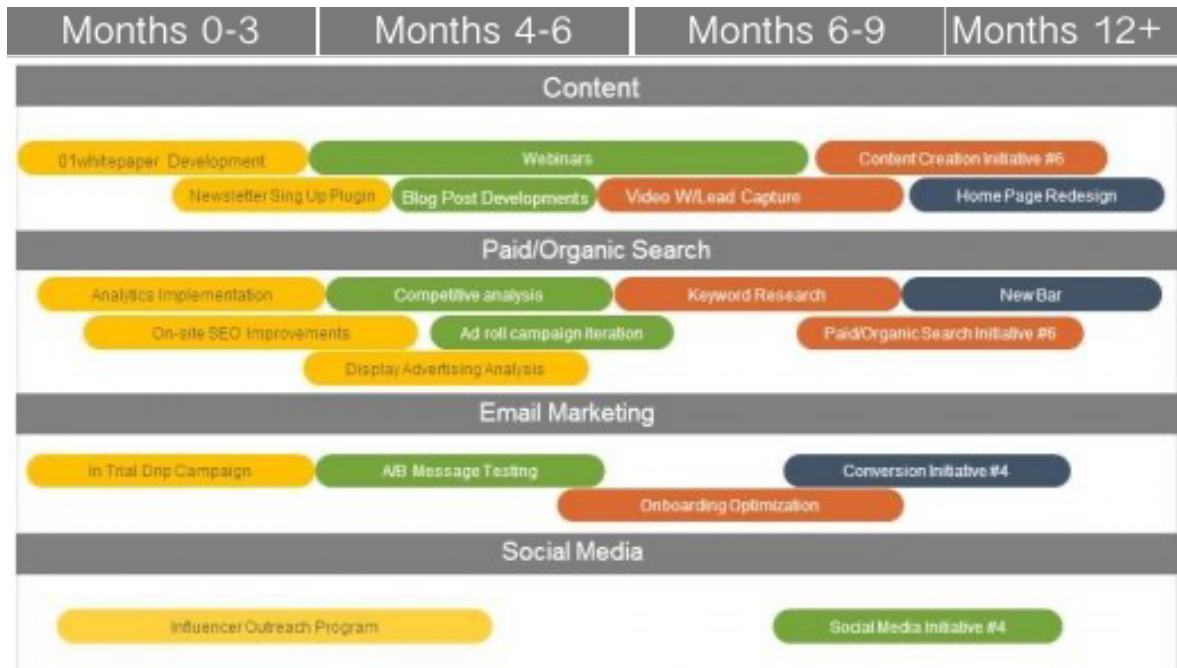 Months 0-3
Months 4-6
Months 6-9
Months 12+
Content
01whitepaper Development
Webinars
Content Creation Initiative #6
Newsletter Sing Up Plugin
Blog Post Developments
Video W/Lead Capture
Home Page Redesign
Paid/Organic Search
Analytics Implementation
Competitive analysis
Keyword Research
New Bar
On-site SEO Improvements
Ad roll campaign iteration
Paid/Organic Search Initiative #6
Display Advertising Analysis
Email Marketing
In Trial Drip Campaign
A/B Message Testing
Conversion Initiative #4
Onboarding Optimization
Social Media
Influencer Outreach Program
Social Media Initiative #4